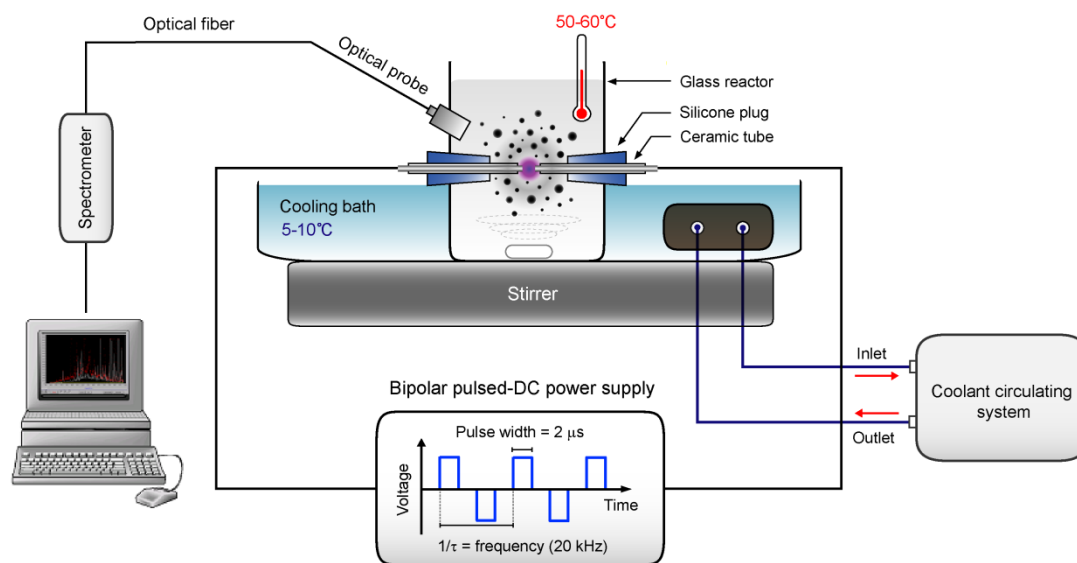 Optical fiber
Optical probe
50-60°C
Glass reactor
Silicone plug
Ceramic tube
Spectrometer
Cooling bath
5-10℃
Stirrer
Inlet
Coolant circulating
system
Outlet
Bipolar pulsed-DC power supply
Pulse width = 2 μs
Voltage
Time
1/τ = frequency (20 kHz)